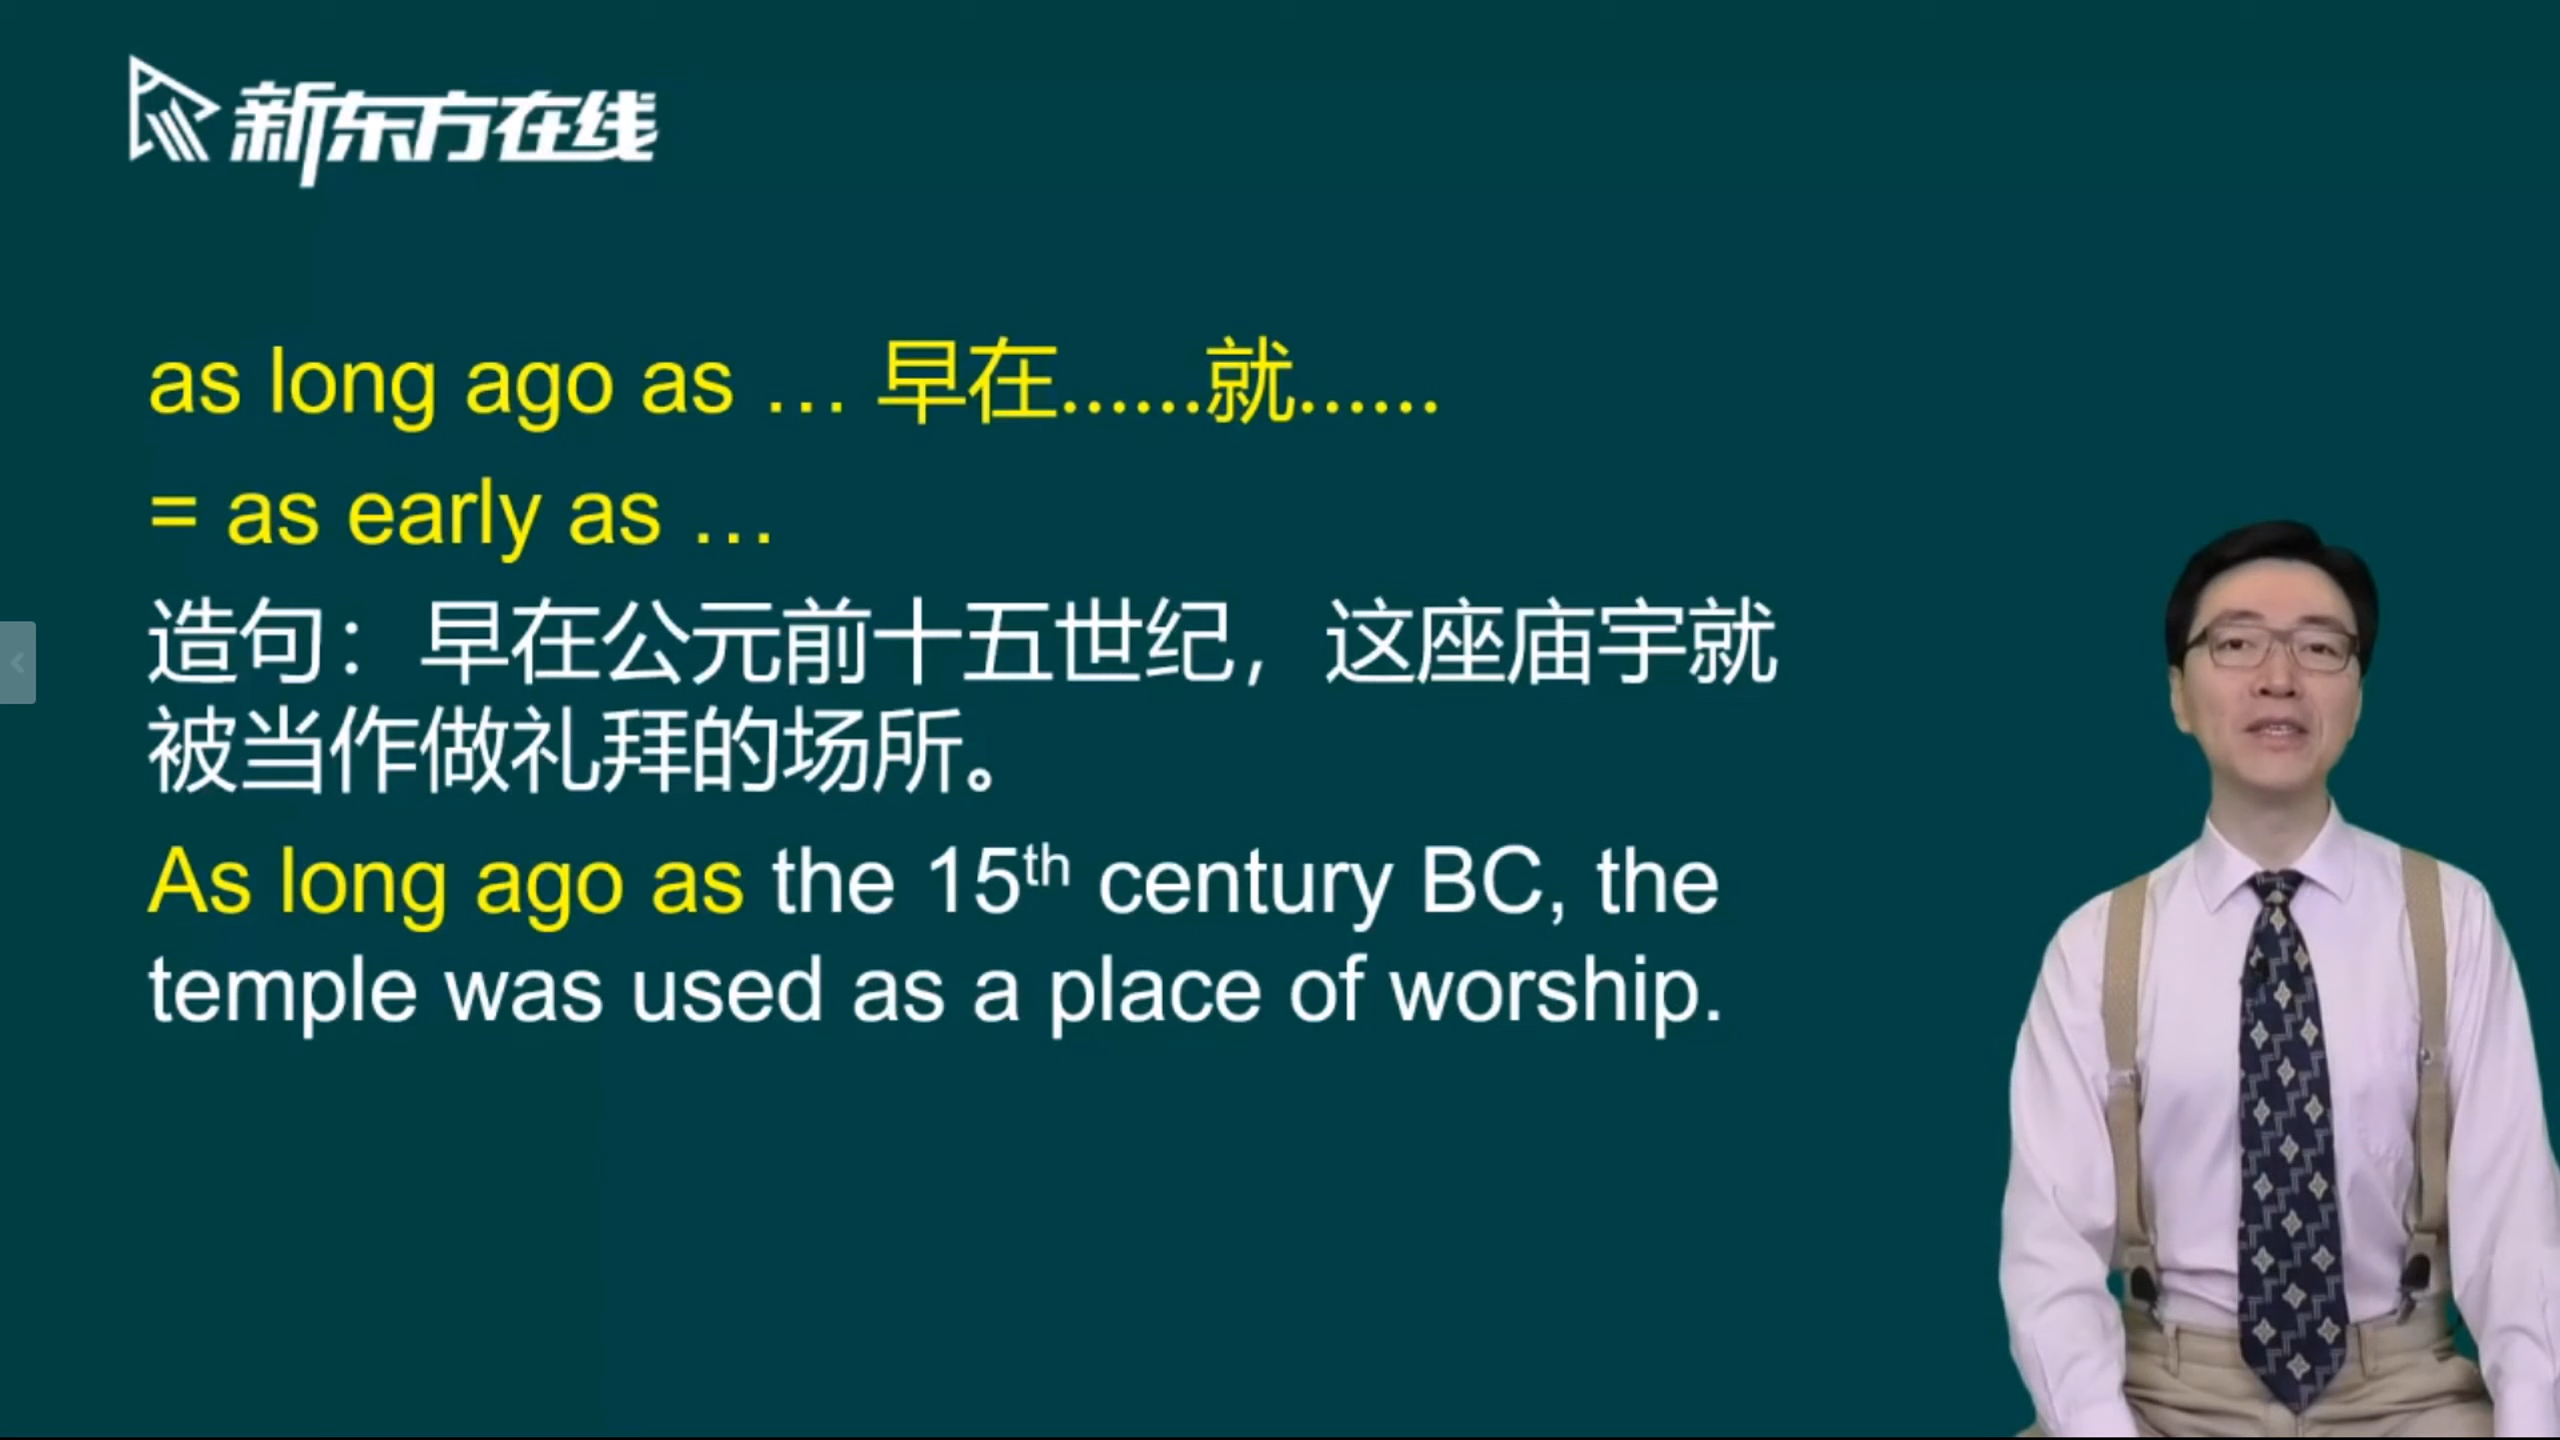 新东方在线
as long ago as … 早在……就……
= as early as …
造句：早在公元前十五世纪，这座庙宇就
被当作做礼拜的场所。
As long ago as the 15th century BC, the
temple was used as a place of worship.